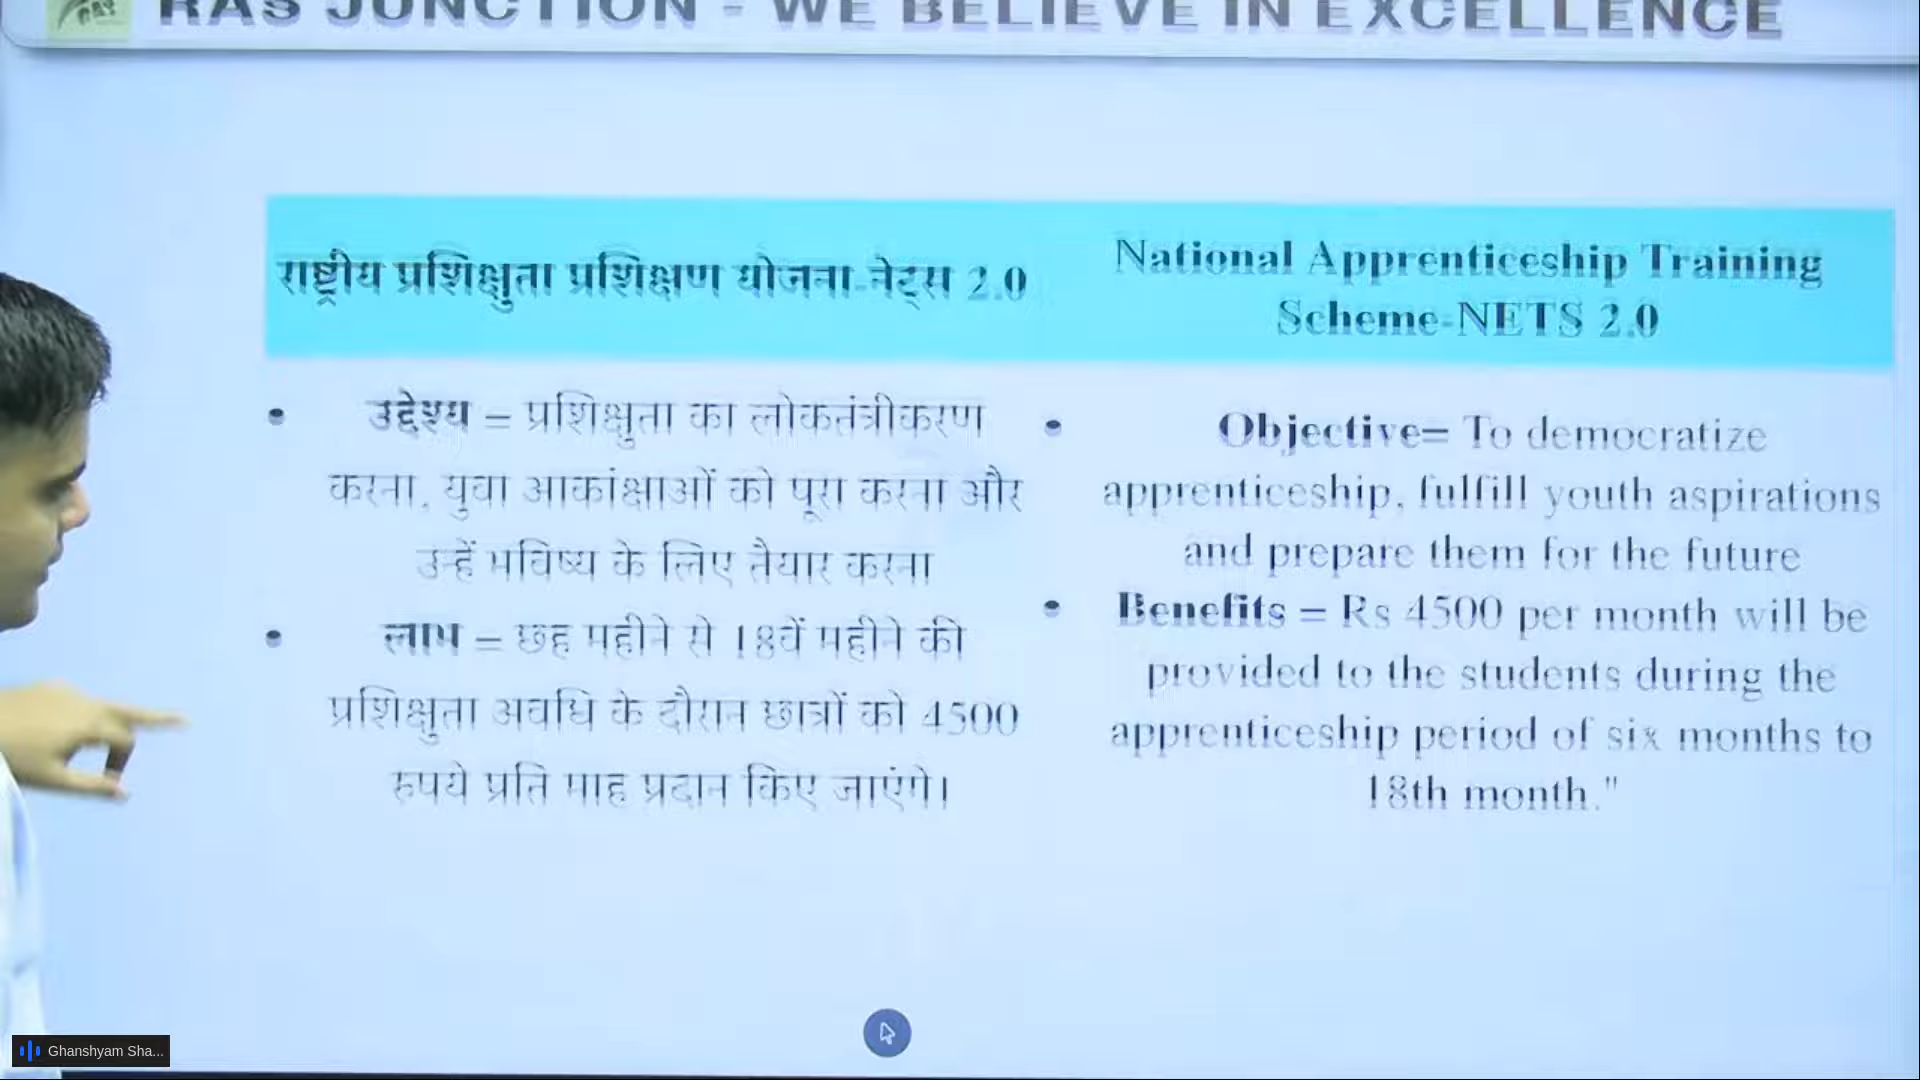 RAS JUNCTION - WE BELIEVE IN EXCELLENCE
राष्ट्रीय प्रशिक्षुता प्रशिक्षण योजना-नेट्स 2.0
• उद्देश्य = प्रशिक्षुता का लोकतंत्रीकरण
करना, युवा आकांक्षाओं को पूरा करना और
उन्हें भविष्य के लिए तैयार करना
• लाभ = छह महीने से 18वें महीने की
प्रशिक्षुता अवधि के दौरान छात्रों को 4500
रुपये प्रति माह प्रदान किए जाएंगे।
National Apprenticeship Training
Scheme-NETS 2.0
• Objective= To democratize
apprenticeship, fulfill youth aspirations
and prepare them for the future
• Benefits = Rs 4500 per month will be
provided to the students during the
apprenticeship period of six months to
18th month."
Ghanshyam Sha...